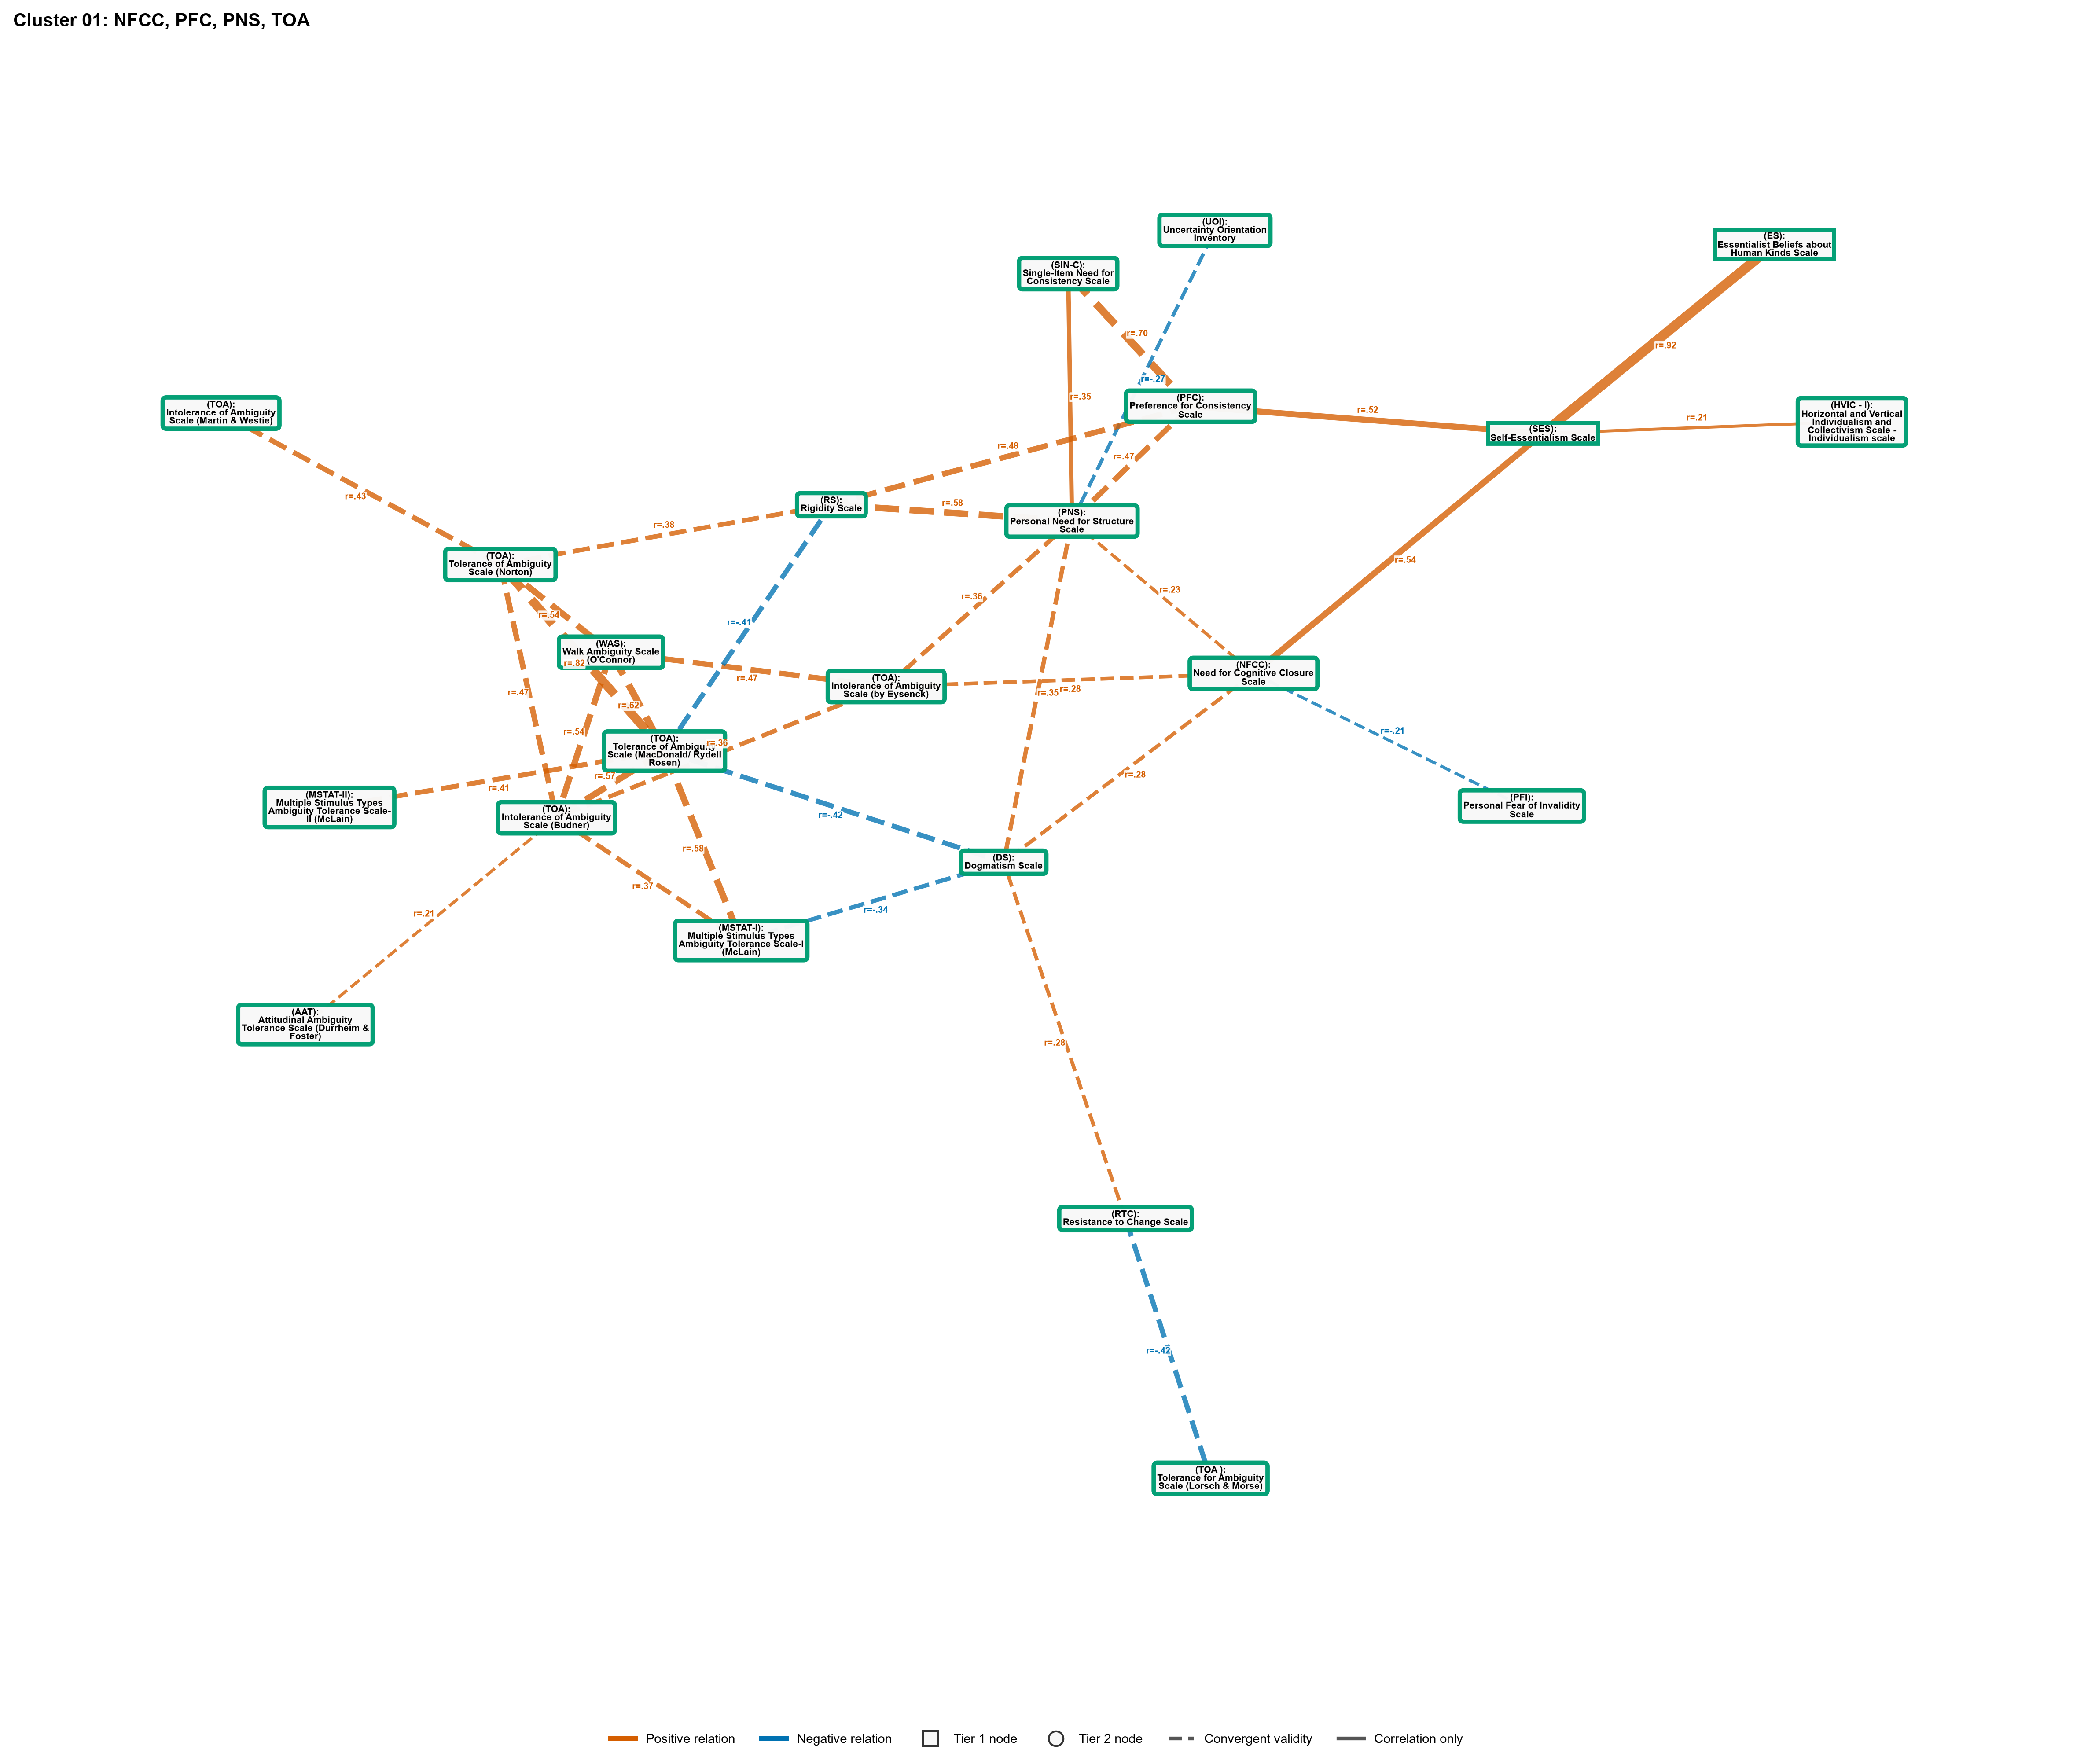 Cluster 01: NFCC, PFC, PNS, TOA
(UOI):
Uncertainty Orientation
Inventory
(ES):
Essentialist Beliefs about
Human Kinds Scale
(SIN-C):
Single-Item Need for
Consistency Scale
r=.70
r=.92
r=-.27
r=.35
(PFC):
Preference for Consistency
Scale
r=.52
(TOA):
Intolerance of Ambiguity
Scale (Martin & Westie)
(HVIC - I):
Horizontal and Vertical
Individualism and
Collectivism Scale -
Individualism scale
r=.21
(SES):
Self-Essentialism Scale
r=.48
r=.47
r=.43
(RS):
Rigidity Scale
r=.58
(PNS):
Personal Need for Structure
Scale
r=.38
(TOA):
Tolerance of Ambiguity
Scale (Norton)
r=.54
r=.23
r=.36
r=.54
r=-.41
(WAS):
Walk Ambiguity Scale
(O'Connor)
r=.82
r=.47
r=.47
(TOA):
Intolerance of Ambiguity
Scale (by Eysenck)
r=.35
r=.28
(NFCC):
Need for Cognitive Closure
Scale
r=.62
r=.54
r=-.21
(TOA):
Tolerance of Ambiguity
Scale (MacDonald/ Rydell
Rosen)
r=.36
r=.57
r=.28
r=.41
(MSTAT-II):
Multiple Stimulus Types
Ambiguity Tolerance Scale-
II (McLain)
(TOA):
Intolerance of Ambiguity
Scale (Budner)
r=-.42
(PFI):
Personal Fear of Invalidity
Scale
r=.58
(DS):
Dogmatism Scale
r=.37
r=.21
r=-.34
(MSTAT-I):
Multiple Stimulus Types
Ambiguity Tolerance Scale-I
(McLain)
(AAT):
Attitudinal Ambiguity
Tolerance Scale (Durrheim &
Foster)
r=.28
(RTC):
Resistance to Change Scale
r=-.42
(TOA ):
Tolerance for Ambiguity
Scale (Lorsch & Morse)
Positive relation
Negative relation
Tier 1 node
Tier 2 node
Convergent validity
Correlation only